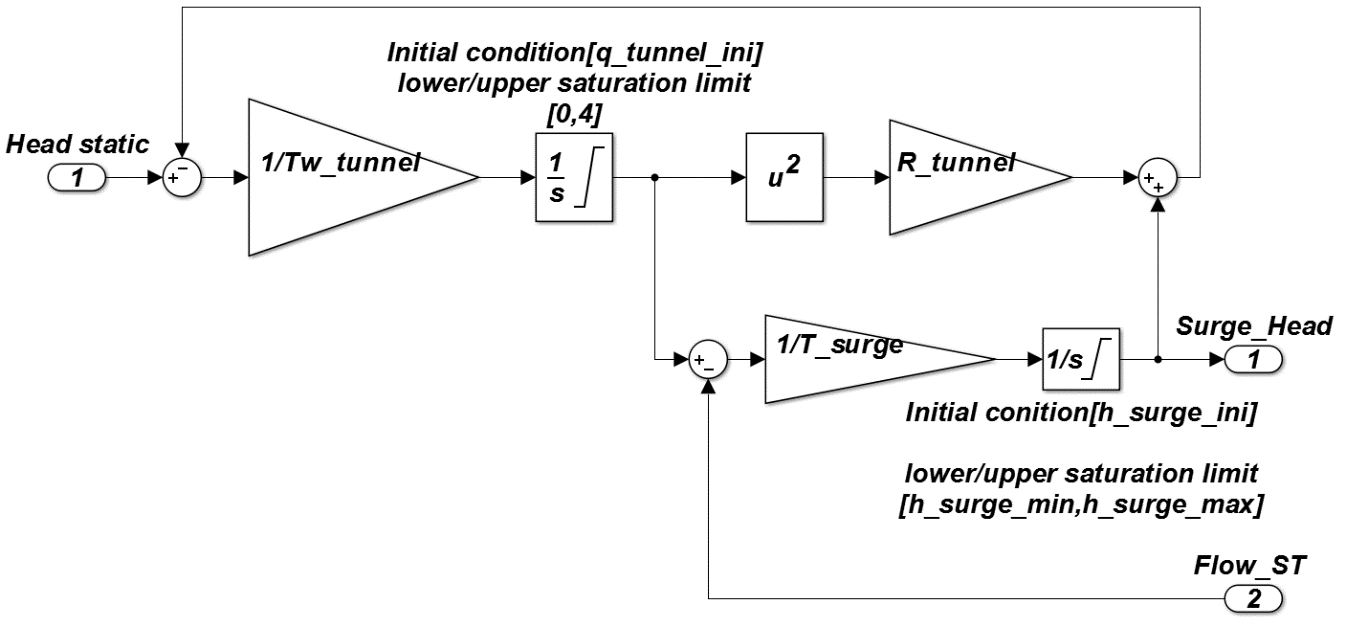 Initial condition[q_tunnel_ini]
lower/upper saturation limit
[0,4]
Head static
1
+
−
1/Tw_tunnel
1
s
u2
R_tunnel
+
+
+
−
1/T_surge
1/s
Surge_Head
1
Initial conition[h_surge_ini]
lower/upper saturation limit
[h_surge_min,h_surge_max]
Flow_ST
2